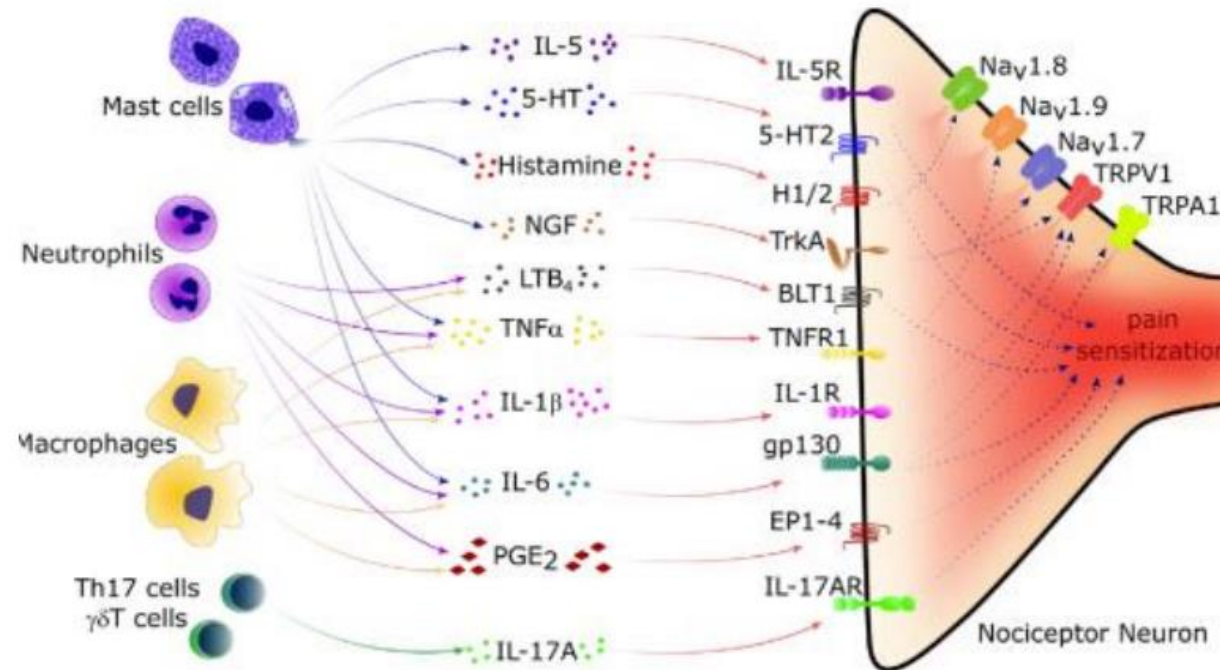 Mast cells
Neutrophils
Macrophages
Th17 cells
γδT cells
IL-5
5-HT
Histamine
NGF
LTB₄
TNFα
IL-1β
IL-6
PGE₂
IL-17A
IL-5R
5-HT2
H1/2
TrkA
BLT1
TNFR1
IL-1R
gp130
EP1-4
IL-17AR
Naᵥ1.8
Naᵥ1.9
Naᵥ1.7
TRPV1
TRPA1
pain
sensitization
Nociceptor Neuron